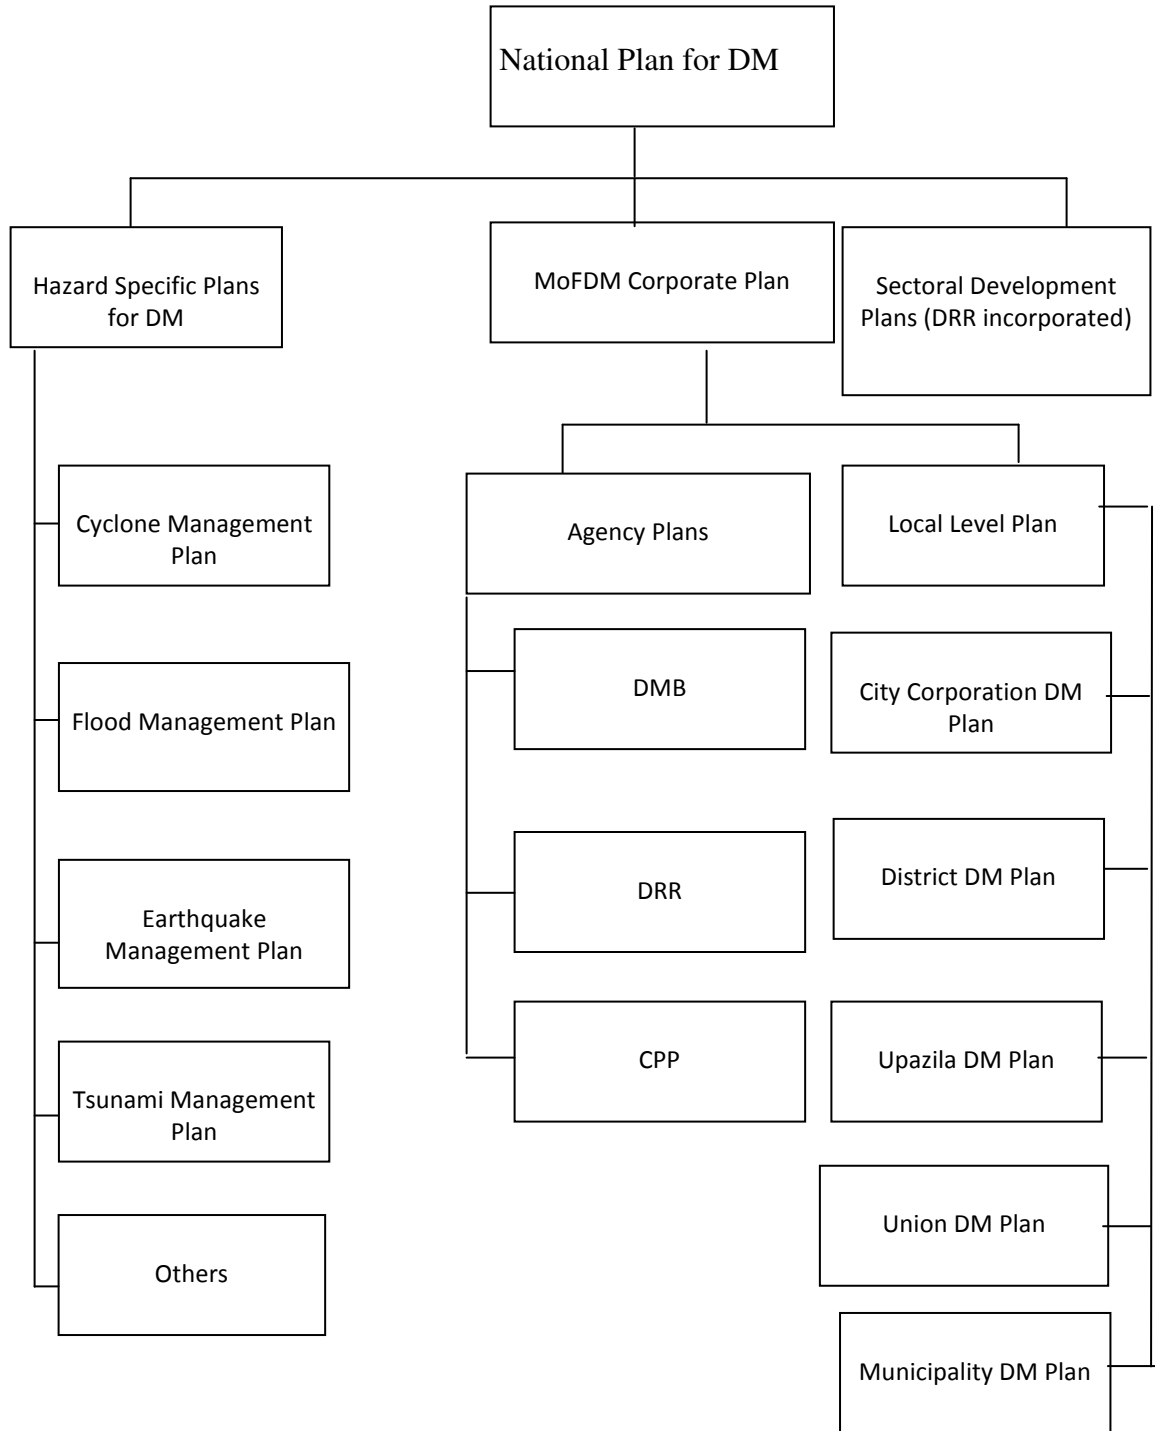 National Plan for DM
Hazard Specific Plans
for DM
MoFDM Corporate Plan
Sectoral Development
Plans (DRR incorporated)
Cyclone Management
Plan
Flood Management Plan
Earthquake
Management Plan
Tsunami Management
Plan
Others
Agency Plans
DMB
DRR
CPP
Local Level Plan
City Corporation DM
Plan
District DM Plan
Upazila DM Plan
Union DM Plan
Municipality DM Plan